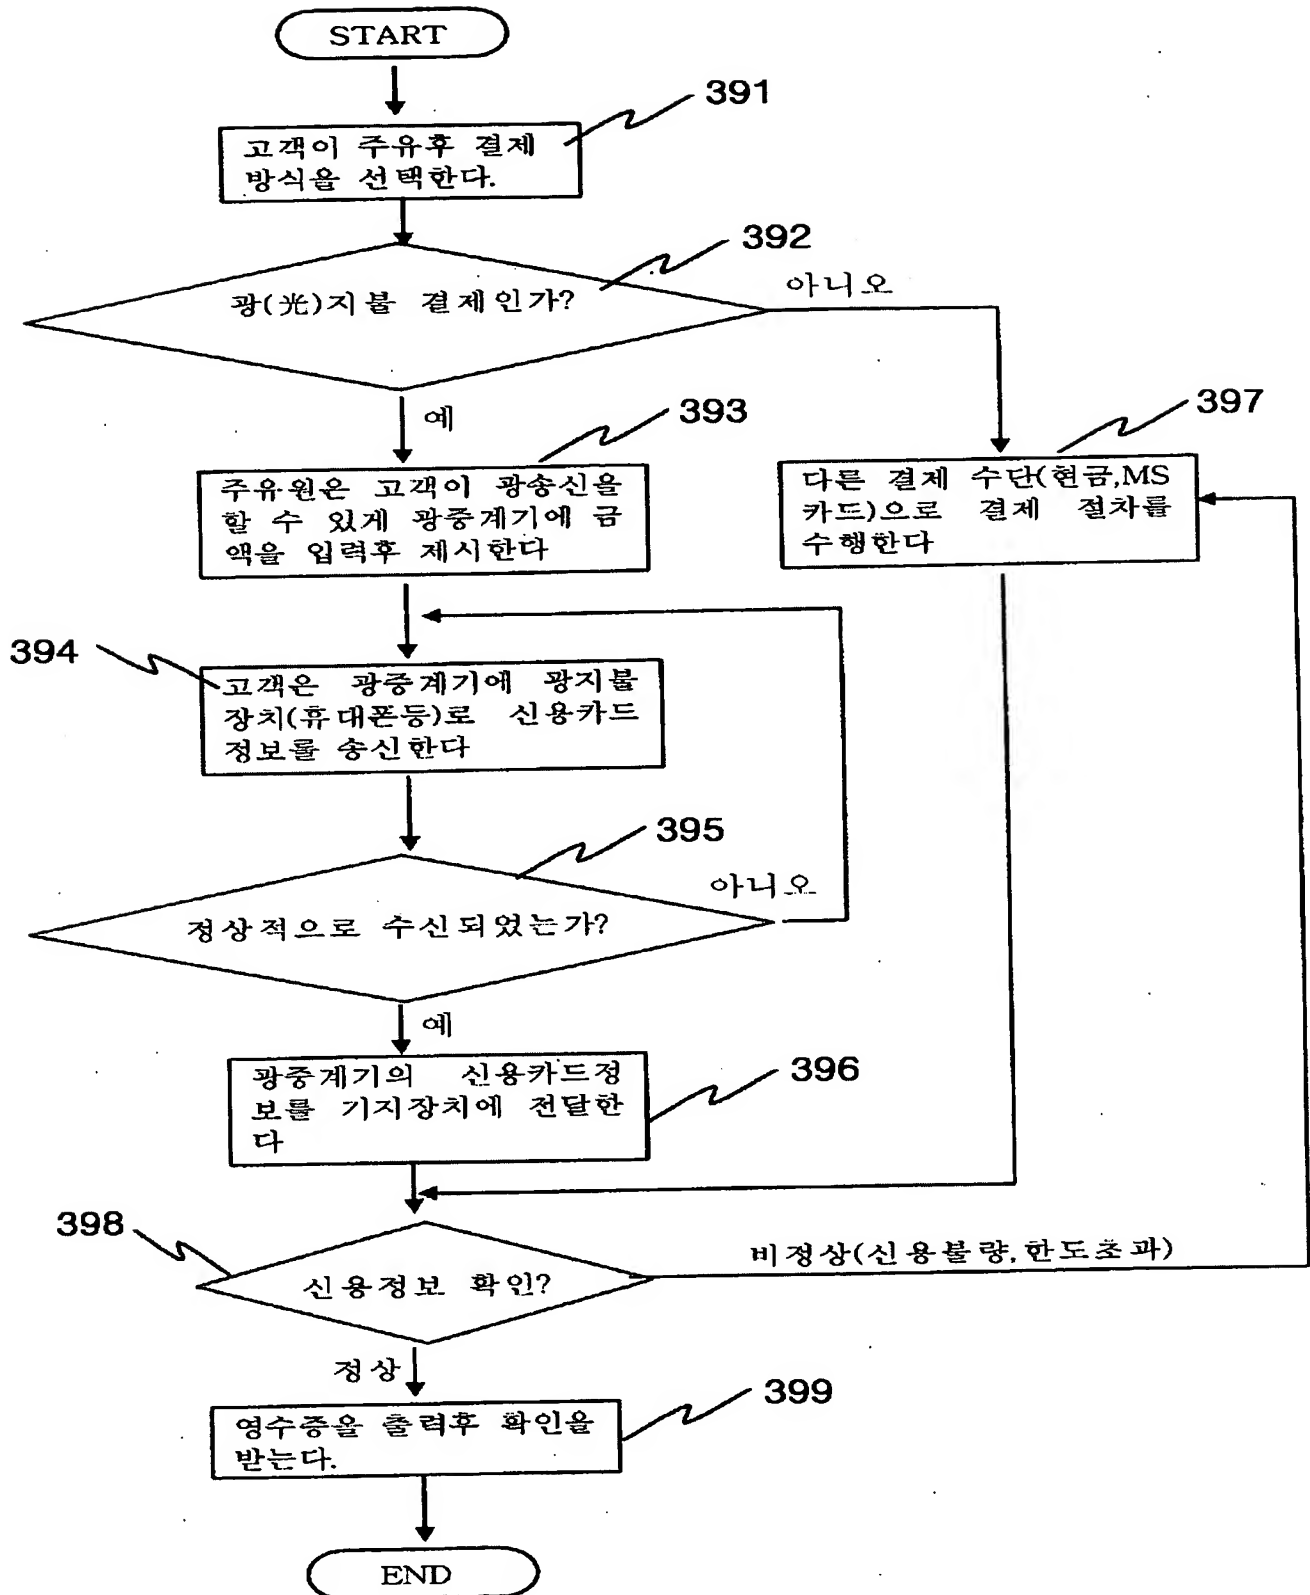 START
391
고객이 주유후 결제
방식을 선택한다.
392
광(光)지불 결제인가?
아니오
예
393
397
주유원은 고객이 광송신을
할 수 있게 광중계기에 금
액을 입력후 제시한다
다른 결제 수단(현금,MS
카드)으로 결제 절차를
수행한다
394
고객은 광중계기에 광지불
장치(휴대폰등)로 신용카드
정보를 송신한다
395
아니오
정상적으로 수신되었는가?
예
396
광중계기의 신용카드정
보를 기지장치에 전달한
다
398
비정상(신용불량,한도초과)
신용정보 확인?
정상
399
영수증을 출력후 확인을
받는다.
END